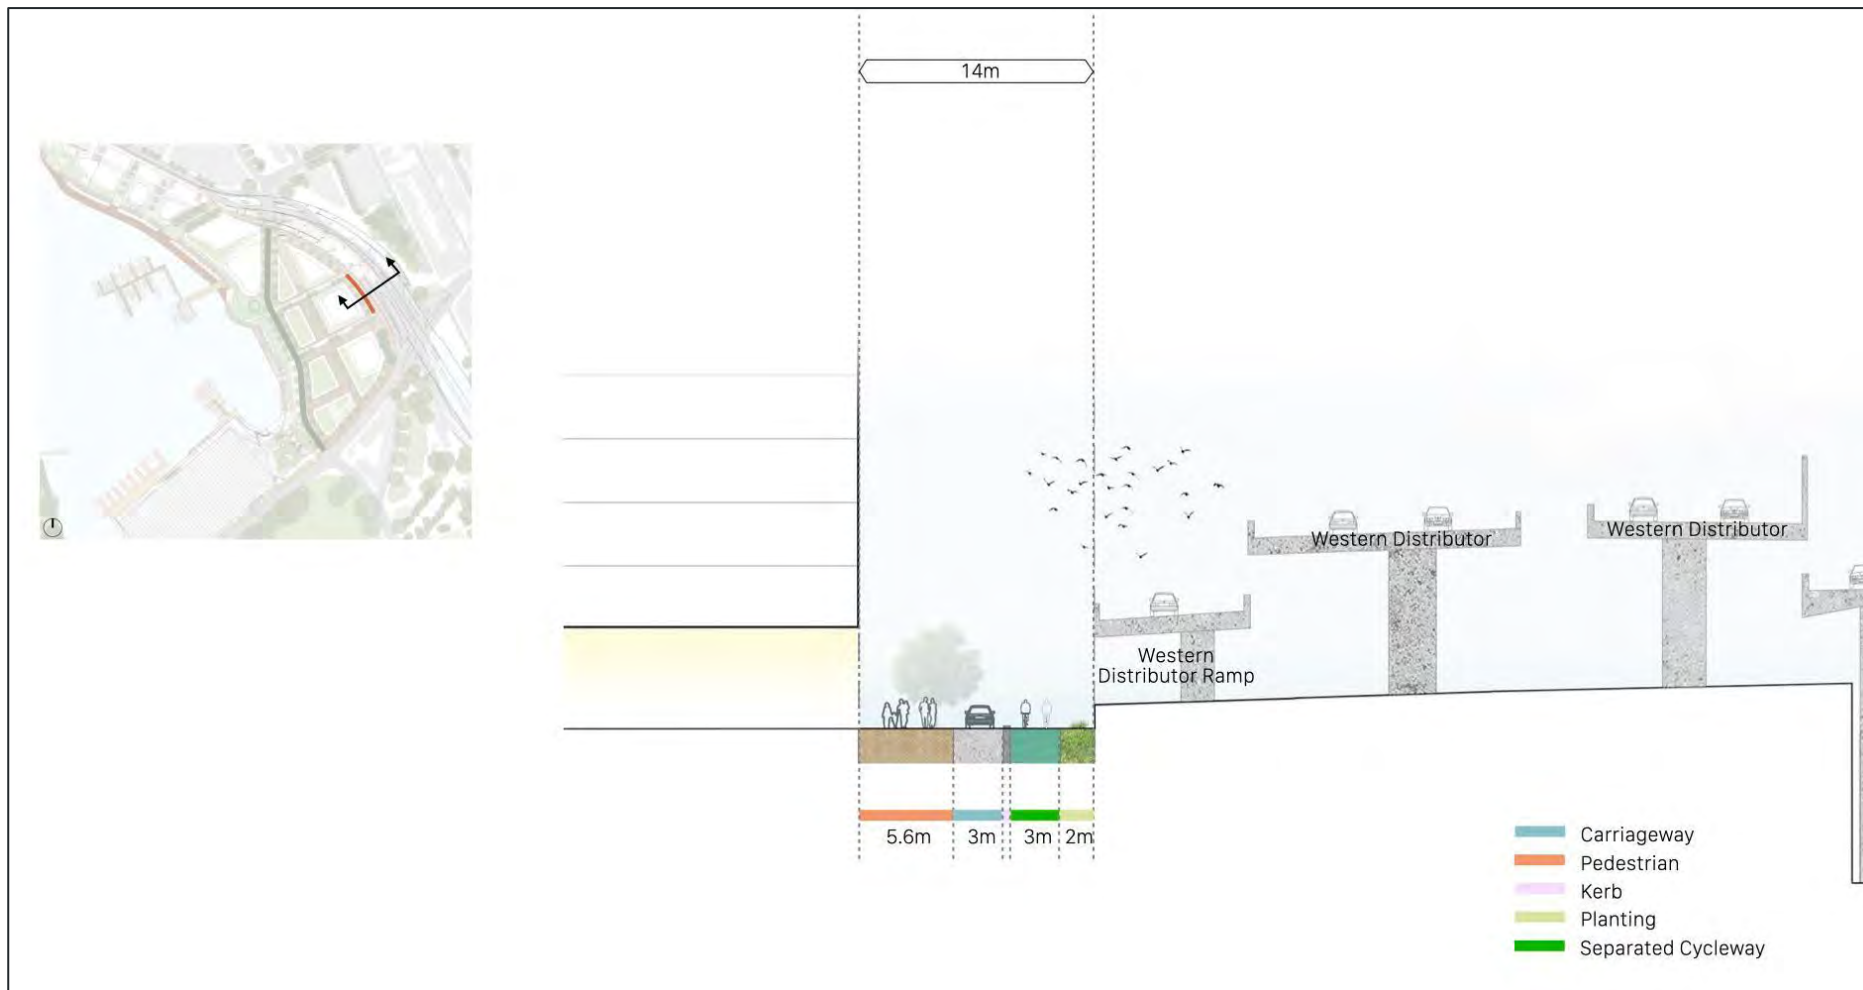 14m
Western Distributor
Western Distributor
Western
Distributor Ramp
5.6m
3m
3m
2m
Carriageway
Pedestrian
Kerb
Planting
Separated Cycleway